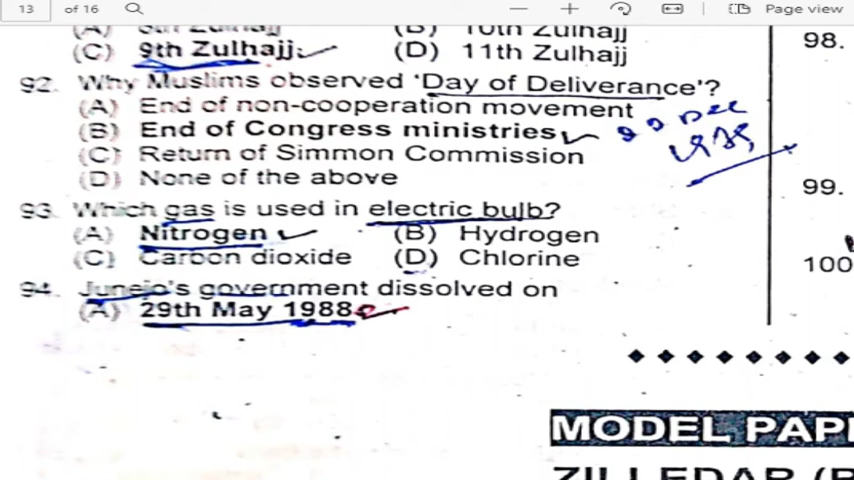 13 of 16
Page view
(B) 10th Zulhajj
(C) 9th Zulhajj
(D) 11th Zulhajj
98.
92. Why Muslims observed 'Day of Deliverance'?
(A) End of non-cooperation movement
(B) End of Congress ministries
(C) Return of Simmon Commission
(D) None of the above
99.
93. Which gas is used in electric bulb?
(A) Nitrogen
(B) Hydrogen
(C) Carbon dioxide
(D) Chlorine
100
94. Junejo's government dissolved on
(A) 29th May 1988
MODEL PAP
ZILLEDAR